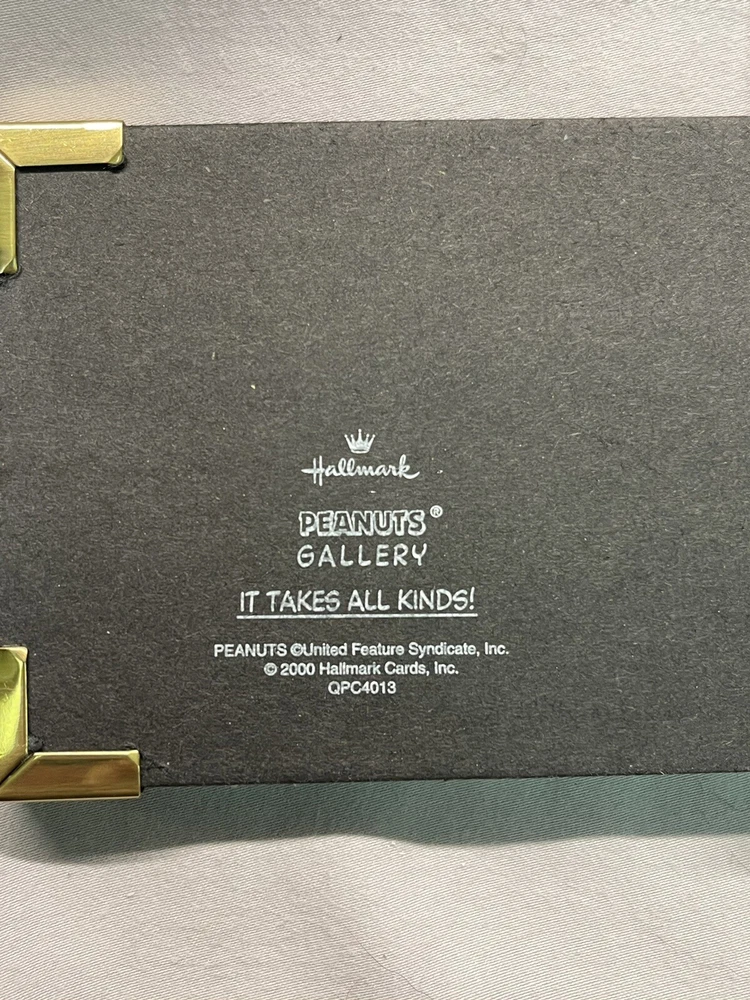 Hallmark
PEANUTS®
GALLERY
IT TAKES ALL KINDS!
PEANUTS ©United Feature Syndicate, Inc.
© 2000 Hallmark Cards, Inc.
QPC4013